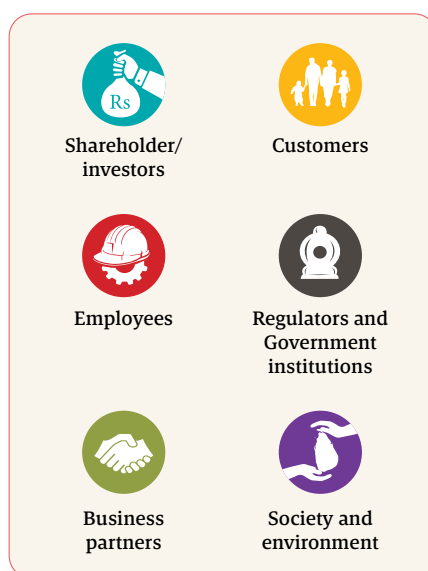 Rs
Shareholder/
investors
Customers
Employees
Regulators and
Government
institutions
Business
partners
Society and
environment